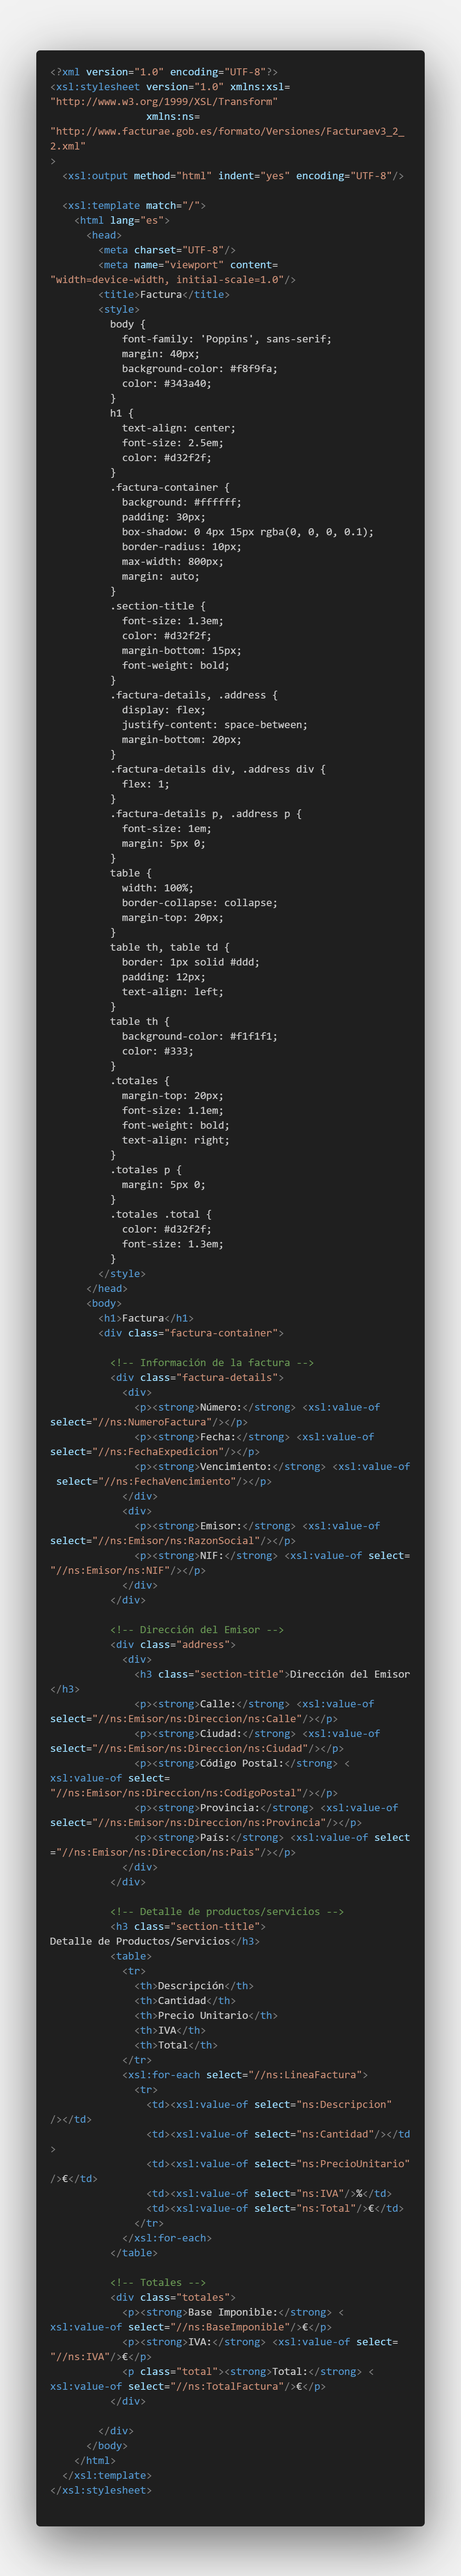 <?xml version="1.0" encoding="UTF-8"?>
<xsl:stylesheet version="1.0" xmlns:xsl=
"http://www.w3.org/1999/XSL/Transform"
                xmlns:ns=
"http://www.facturae.gob.es/formato/Versiones/Facturaev3_2_
2.xml"
>
  <xsl:output method="html" indent="yes" encoding="UTF-8"/>

  <xsl:template match="/">
    <html lang="es">
      <head>
        <meta charset="UTF-8"/>
        <meta name="viewport" content=
"width=device-width, initial-scale=1.0"/>
        <title>Factura</title>
        <style>
          body {
            font-family: 'Poppins', sans-serif;
            margin: 40px;
            background-color: #f8f9fa;
            color: #343a40;
          }
          h1 {
            text-align: center;
            font-size: 2.5em;
            color: #d32f2f;
          }
          .factura-container {
            background: #ffffff;
            padding: 30px;
            box-shadow: 0 4px 15px rgba(0, 0, 0, 0.1);
            border-radius: 10px;
            max-width: 800px;
            margin: auto;
          }
          .section-title {
            font-size: 1.3em;
            color: #d32f2f;
            margin-bottom: 15px;
            font-weight: bold;
          }
          .factura-details, .address {
            display: flex;
            justify-content: space-between;
            margin-bottom: 20px;
          }
          .factura-details div, .address div {
            flex: 1;
          }
          .factura-details p, .address p {
            font-size: 1em;
            margin: 5px 0;
          }
          table {
            width: 100%;
            border-collapse: collapse;
            margin-top: 20px;
          }
          table th, table td {
            border: 1px solid #ddd;
            padding: 12px;
            text-align: left;
          }
          table th {
            background-color: #f1f1f1;
            color: #333;
          }
          .totales {
            margin-top: 20px;
            font-size: 1.1em;
            font-weight: bold;
            text-align: right;
          }
          .totales p {
            margin: 5px 0;
          }
          .totales .total {
            color: #d32f2f;
            font-size: 1.3em;
          }
        </style>
      </head>
      <body>
        <h1>Factura</h1>
        <div class="factura-container">

          <!-- Información de la factura -->
          <div class="factura-details">
            <div>
              <p><strong>Número:</strong> <xsl:value-of
select="//ns:NumeroFactura"/></p>
              <p><strong>Fecha:</strong> <xsl:value-of
select="//ns:FechaExpedicion"/></p>
              <p><strong>Vencimiento:</strong> <xsl:value-of
 select="//ns:FechaVencimiento"/></p>
            </div>
            <div>
              <p><strong>Emisor:</strong> <xsl:value-of
select="//ns:Emisor/ns:RazonSocial"/></p>
              <p><strong>NIF:</strong> <xsl:value-of select=
"//ns:Emisor/ns:NIF"/></p>
            </div>
          </div>

          <!-- Dirección del Emisor -->
          <div class="address">
            <div>
              <h3 class="section-title">Dirección del Emisor
</h3>
              <p><strong>Calle:</strong> <xsl:value-of
select="//ns:Emisor/ns:Direccion/ns:Calle"/></p>
              <p><strong>Ciudad:</strong> <xsl:value-of
select="//ns:Emisor/ns:Direccion/ns:Ciudad"/></p>
              <p><strong>Código Postal:</strong> <
xsl:value-of select=
"//ns:Emisor/ns:Direccion/ns:CodigoPostal"/></p>
              <p><strong>Provincia:</strong> <xsl:value-of
select="//ns:Emisor/ns:Direccion/ns:Provincia"/></p>
              <p><strong>País:</strong> <xsl:value-of select
="//ns:Emisor/ns:Direccion/ns:Pais"/></p>
            </div>
          </div>

          <!-- Detalle de productos/servicios -->
          <h3 class="section-title">
Detalle de Productos/Servicios</h3>
          <table>
            <tr>
              <th>Descripción</th>
              <th>Cantidad</th>
              <th>Precio Unitario</th>
              <th>IVA</th>
              <th>Total</th>
            </tr>
            <xsl:for-each select="//ns:LineaFactura">
              <tr>
                <td><xsl:value-of select="ns:Descripcion"
/></td>
                <td><xsl:value-of select="ns:Cantidad"/></td
>
                <td><xsl:value-of select="ns:PrecioUnitario"
/>€</td>
                <td><xsl:value-of select="ns:IVA"/>%</td>
                <td><xsl:value-of select="ns:Total"/>€</td>
              </tr>
            </xsl:for-each>
          </table>

          <!-- Totales -->
          <div class="totales">
            <p><strong>Base Imponible:</strong> <
xsl:value-of select="//ns:BaseImponible"/>€</p>
            <p><strong>IVA:</strong> <xsl:value-of select=
"//ns:IVA"/>€</p>
            <p class="total"><strong>Total:</strong> <
xsl:value-of select="//ns:TotalFactura"/>€</p>
          </div>

        </div>
      </body>
    </html>
  </xsl:template>
</xsl:stylesheet>